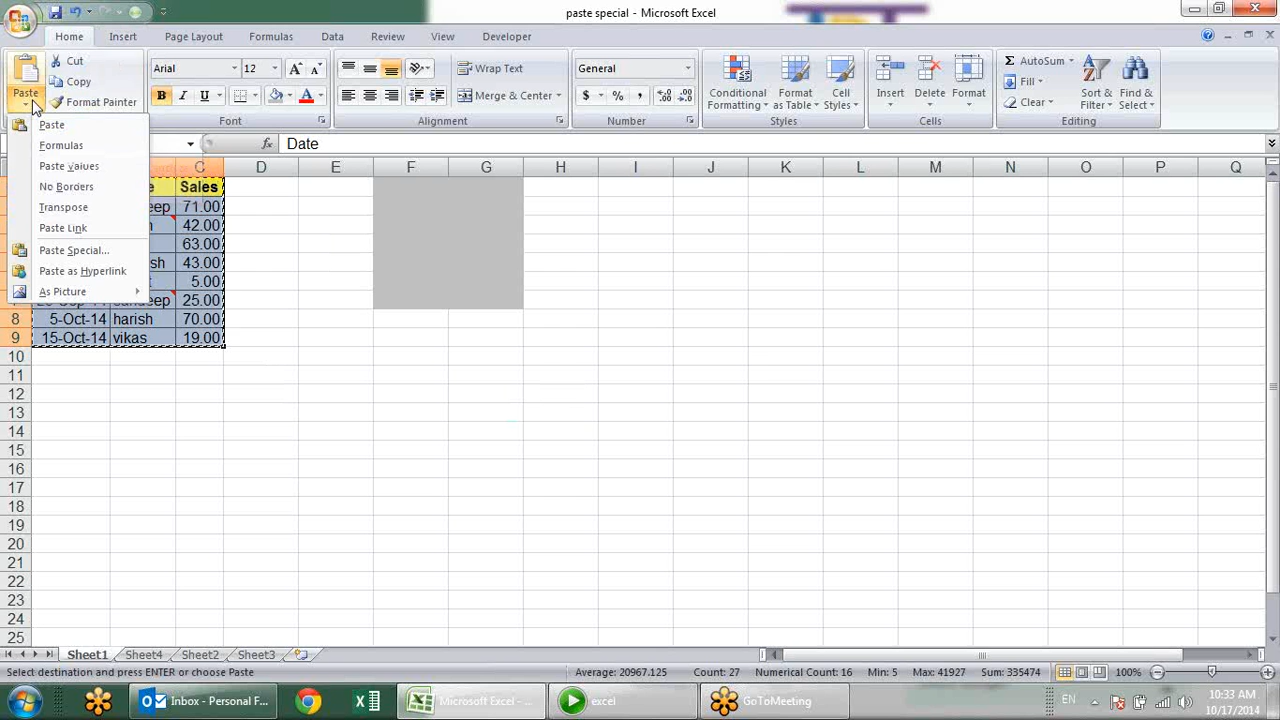 paste special - Microsoft Excel
Home Insert Page Layout Formulas Data Review View Developer
Paste
Cut
Copy
Format Painter
Arial 12
B I U
Font
Wrap Text
Merge & Center
Alignment
General
$ % ,
Number
Conditional Formatting
Format as Table
Cell Styles
Styles
Insert Delete Format
Cells
Σ AutoSum
Fill
Clear
Sort & Filter
Find & Select
Editing
Paste
Formulas
Paste Values
No Borders
Transpose
Paste Link
Paste Special...
Paste as Hyperlink
As Picture
fx Date
C D E F G H I J K L M N O P Q
Sales
eep 71.00
42.00
63.00
sh 43.00
5.00
25.00
8 5-Oct-14 harish 70.00
9 15-Oct-14 vikas 19.00
10
11
12
13
14
15
16
17
18
19
20
21
22
23
24
25
Sheet1 Sheet4 Sheet2 Sheet3
Select destination and press ENTER or choose Paste Average: 20967.125 Count: 27 Numerical Count: 16 Min: 5 Max: 41927 Sum: 335474 100%
Inbox - Personal F... Microsoft Excel - ... excel GoToMeeting EN 10:33 AM
10/17/2014